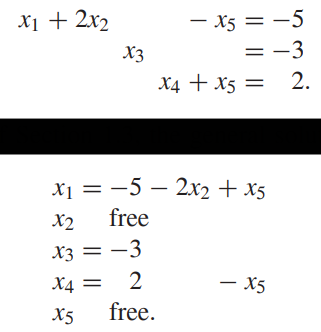 x₁ + 2x₂ − x₅ = −5
x₃ = −3
x₄ + x₅ = 2.
x₁ = −5 − 2x₂ + x₅
x₂ free
x₃ = −3
x₄ = 2 − x₅
x₅ free.